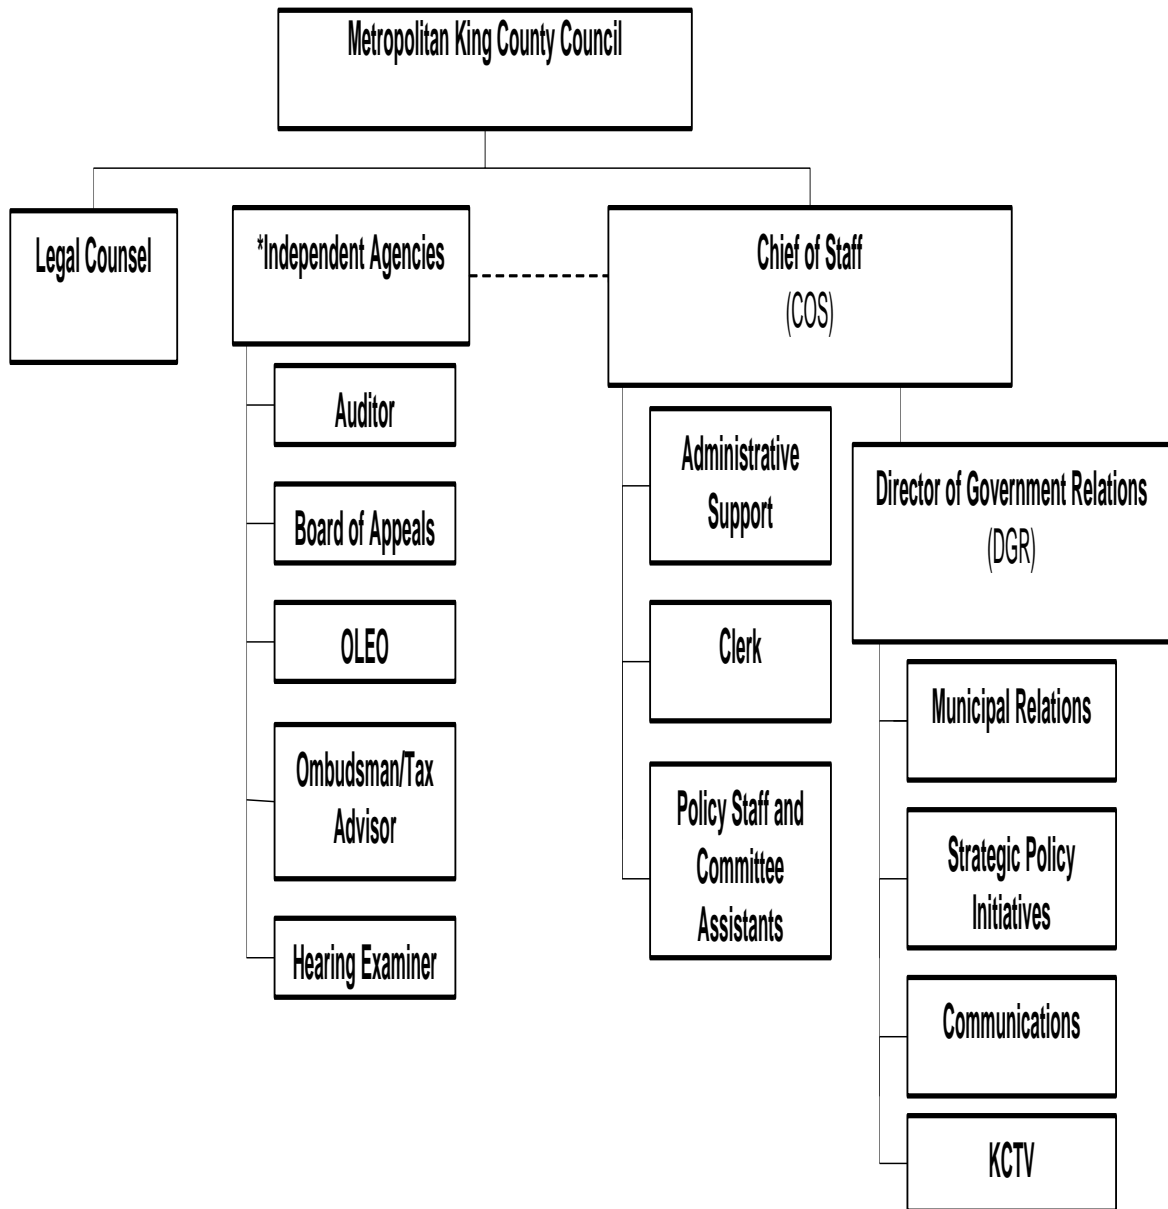 Metropolitan King County Council
Legal Counsel
*Independent Agencies
Chief of Staff
(COS)
Auditor
Board of Appeals
OLEO
Ombudsman/Tax
Advisor
Hearing Examiner
Administrative
Support
Clerk
Policy Staff and
Committee
Assistants
Director of Government Relations
(DGR)
Municipal Relations
Strategic Policy
Initiatives
Communications
KCTV